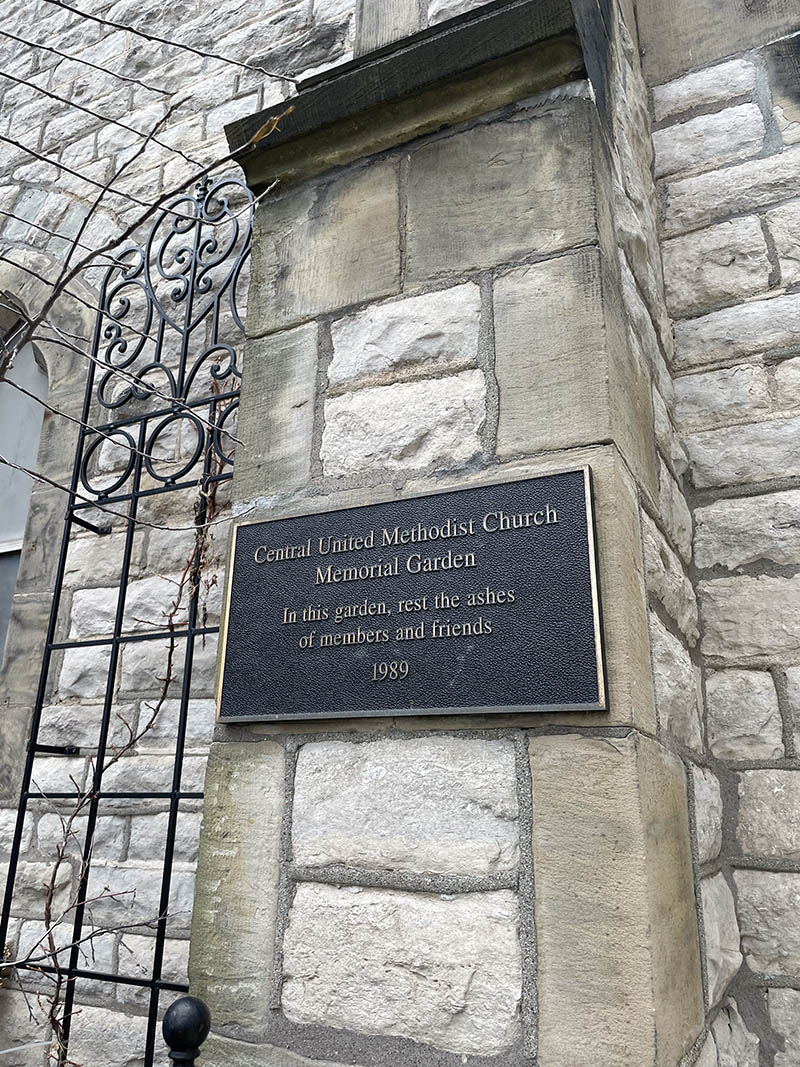 Central United Methodist Church
Memorial Garden
In this garden, rest the ashes
of members and friends
1989